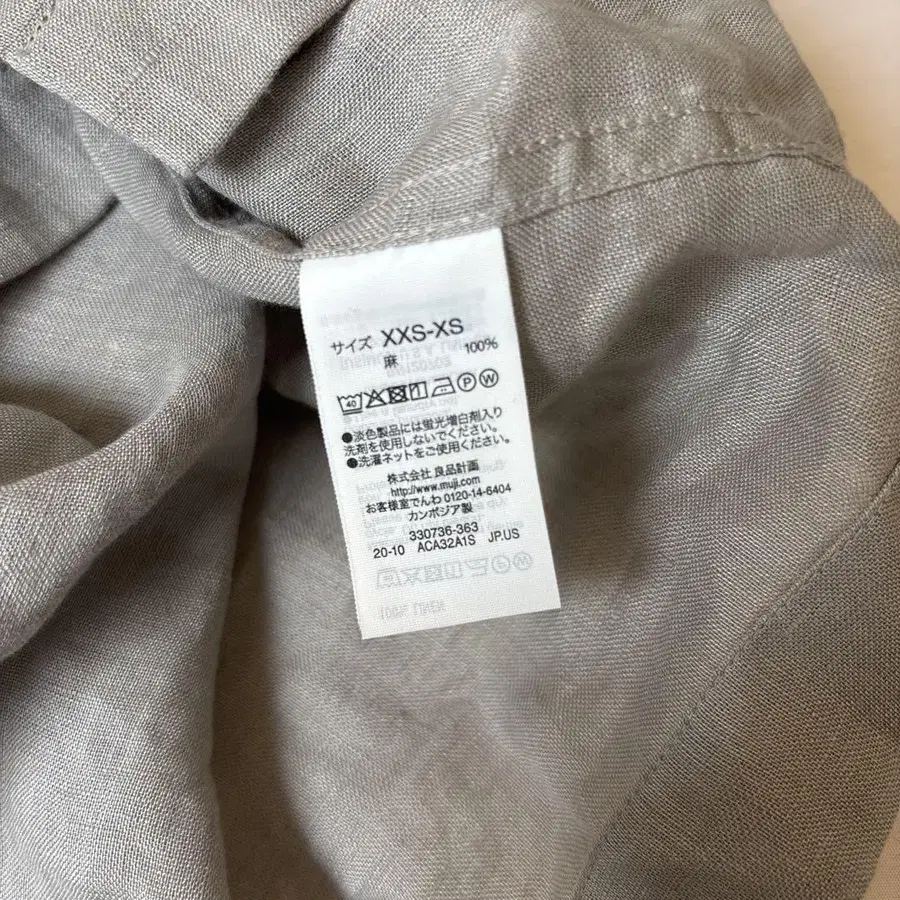 サイズ XXS-XS
麻 100%
40 P W
●淡色製品には蛍光増白剤入り
洗剤を使用しないでください。
●洗濯ネットをご使用ください。
株式会社 良品計画
http://www.muji.com
お客様室でんわ 0120-14-6404
カンボジア製
330736-363
20-10 ACA32A1S JP.US
100% LINEN